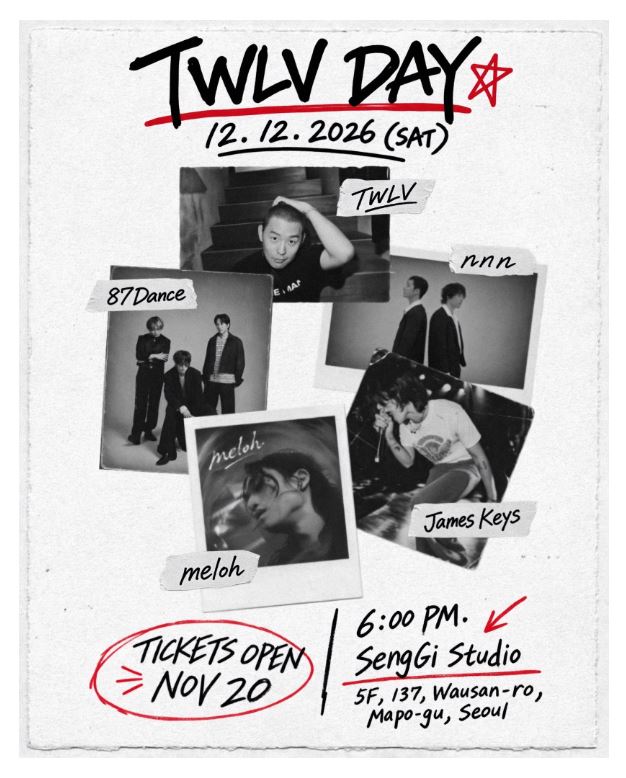 TWLV DAY
12. 12. 2026 (SAT)
TWLV
nnn
87Dance
meloh
James Keys
meloh
TICKETS OPEN
NOV 20
6:00 PM.
SengGi Studio
5F, 137, Wausan-ro,
Mapo-gu, Seoul